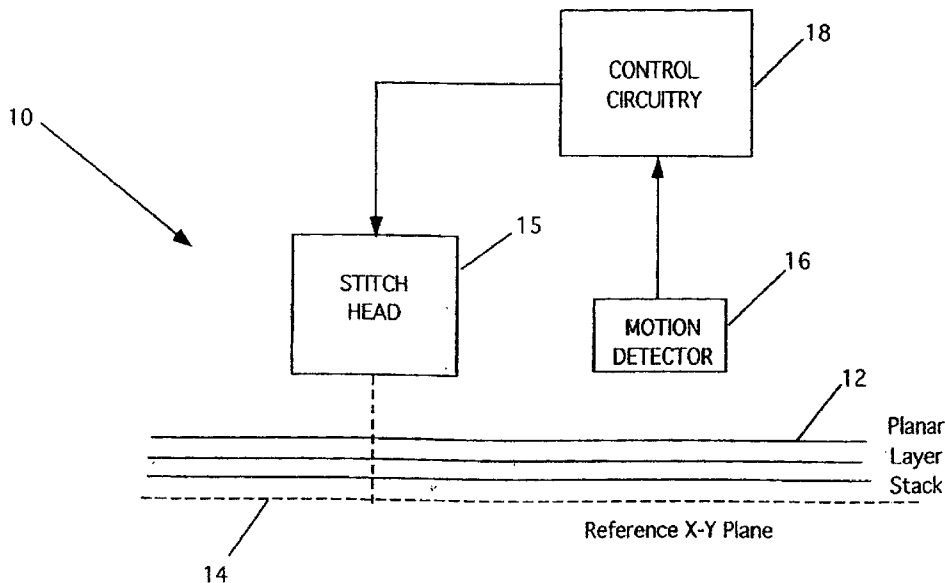 18
CONTROL
CIRCUITRY
10
15
STITCH
HEAD
16
MOTION
DETECTOR
12
Planar
Layer
Stack
Reference X-Y Plane
14